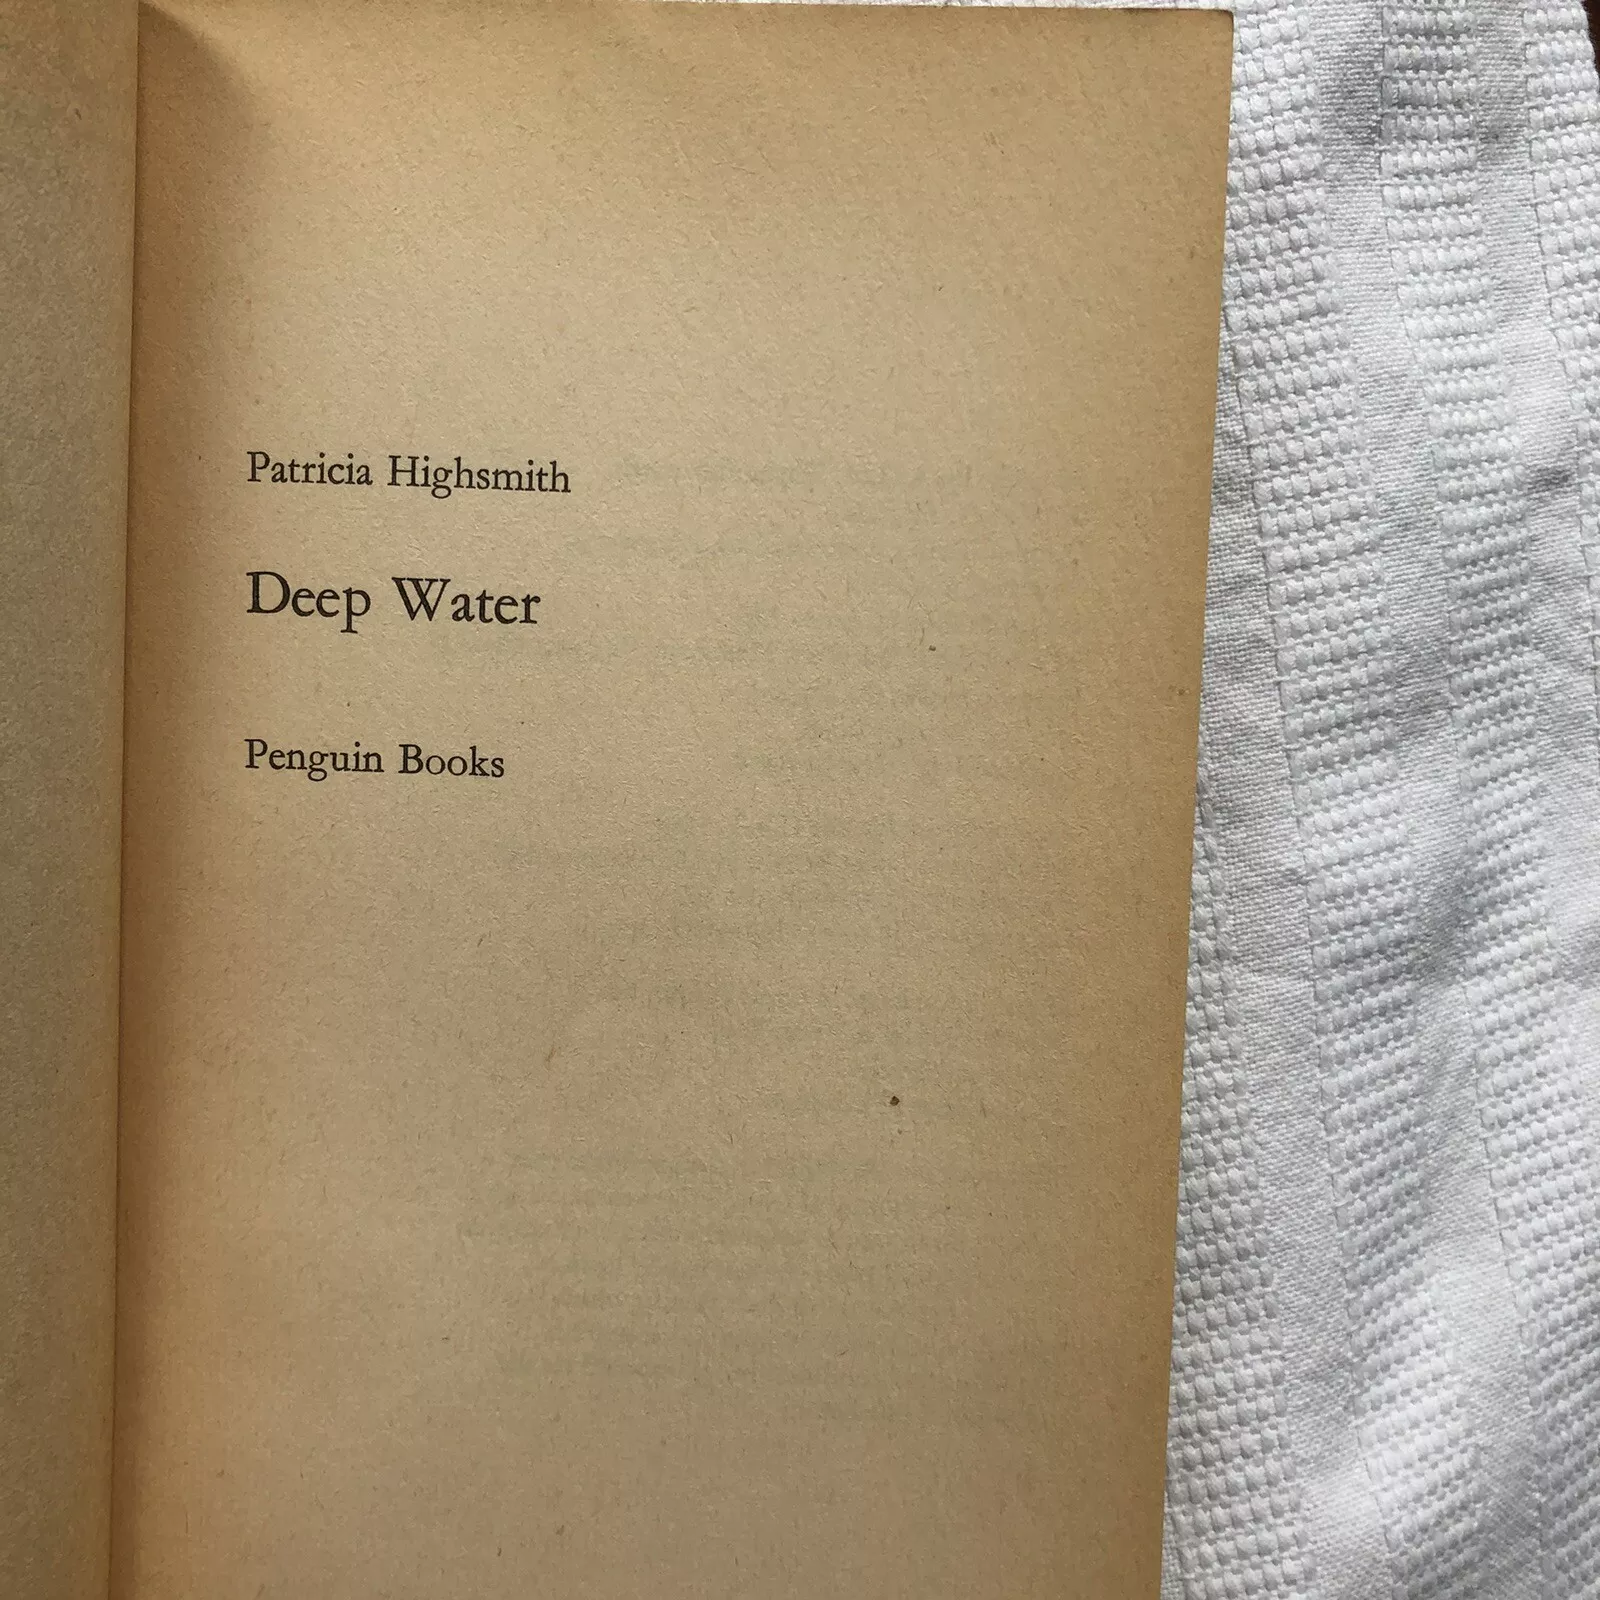 Patricia Highsmith
Deep Water
Penguin Books